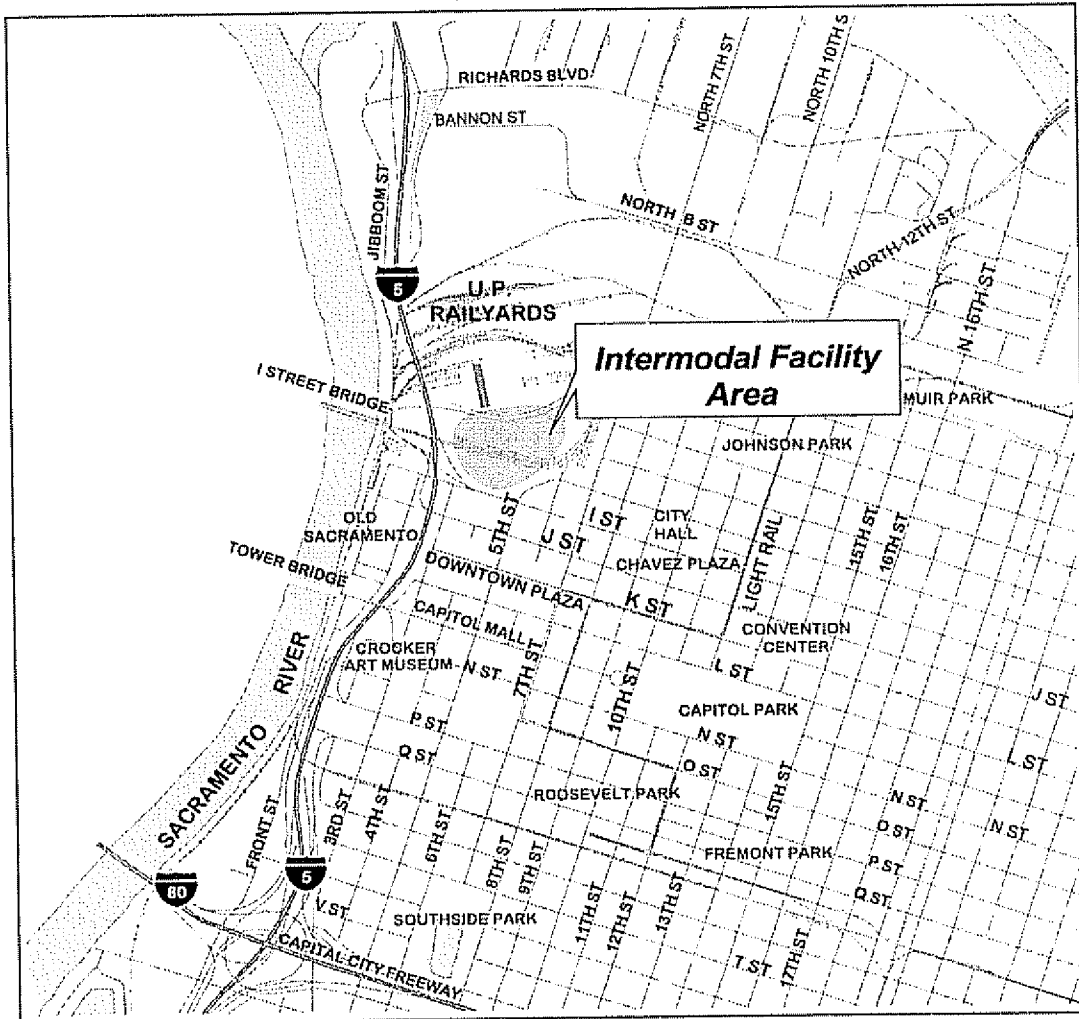 RICHARDS BLVD
BANNON ST
NORTH 7TH ST
NORTH 10TH S
JIBBOOM ST
NORTH B ST
NORTH 12TH ST
N 16TH ST.
5
U.P.
RAILYARDS
I STREET BRIDGE
Intermodal Facility
Area
MUIR PARK
JOHNSON PARK
OLD
SACRAMENTO
5TH ST
I ST
J ST
CITY
HALL
CHAVEZ PLAZA
LIGHT RAIL
15TH ST.
16TH ST.
TOWER BRIDGE
DOWNTOWN PLAZA
K ST
CAPITOL MALL
CONVENTION
CENTER
CROCKER
ART MUSEUM
N ST
7TH ST
10TH ST
L ST
SACRAMENTO RIVER
CAPITOL PARK
J ST
P ST
N ST
Q ST
O ST
L ST
ROOSEVELT PARK
15TH ST
N ST
O ST
N ST
FRONT ST
3RD ST
4TH ST
6TH ST
8TH ST
9TH ST
FREMONT PARK
P ST
Q ST
80
5
V ST
SOUTHSIDE PARK
11TH ST
12TH ST
13TH ST
CAPITAL CITY FREEWAY
T ST
17TH ST